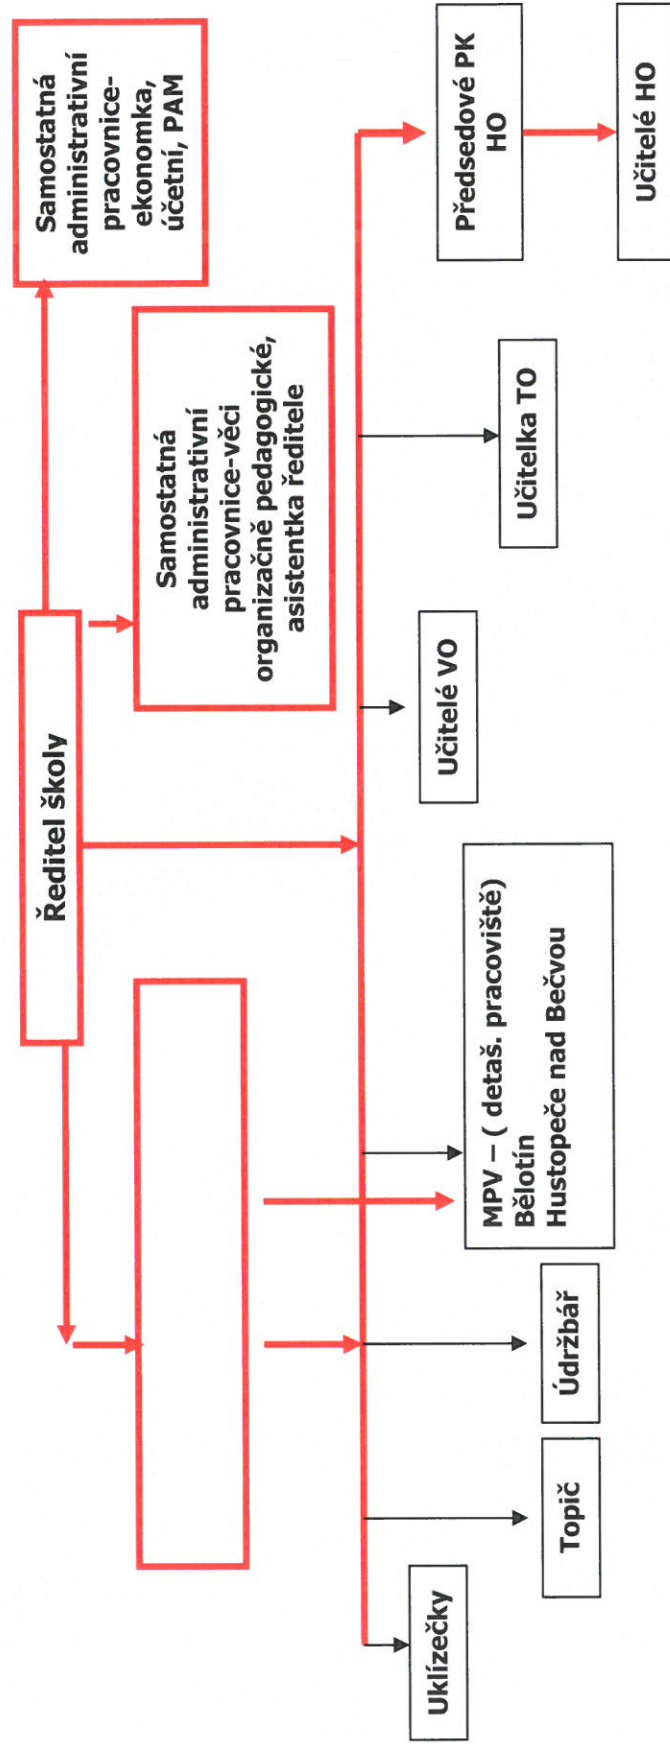 Ředitel školy
Samostatná
administrativní
pracovnice-
ekonomka,
účetní, PAM
Samostatná
administrativní
pracovnice-věci
organizačně pedagogické,
asistentka ředitele
Uklízečky
Topič
Údržbář
MPV – ( detaš. pracoviště)
Bělotín
Hustopeče nad Bečvou
Učitelé VO
Učitelka TO
Předsedové PK
HO
Učitelé HO